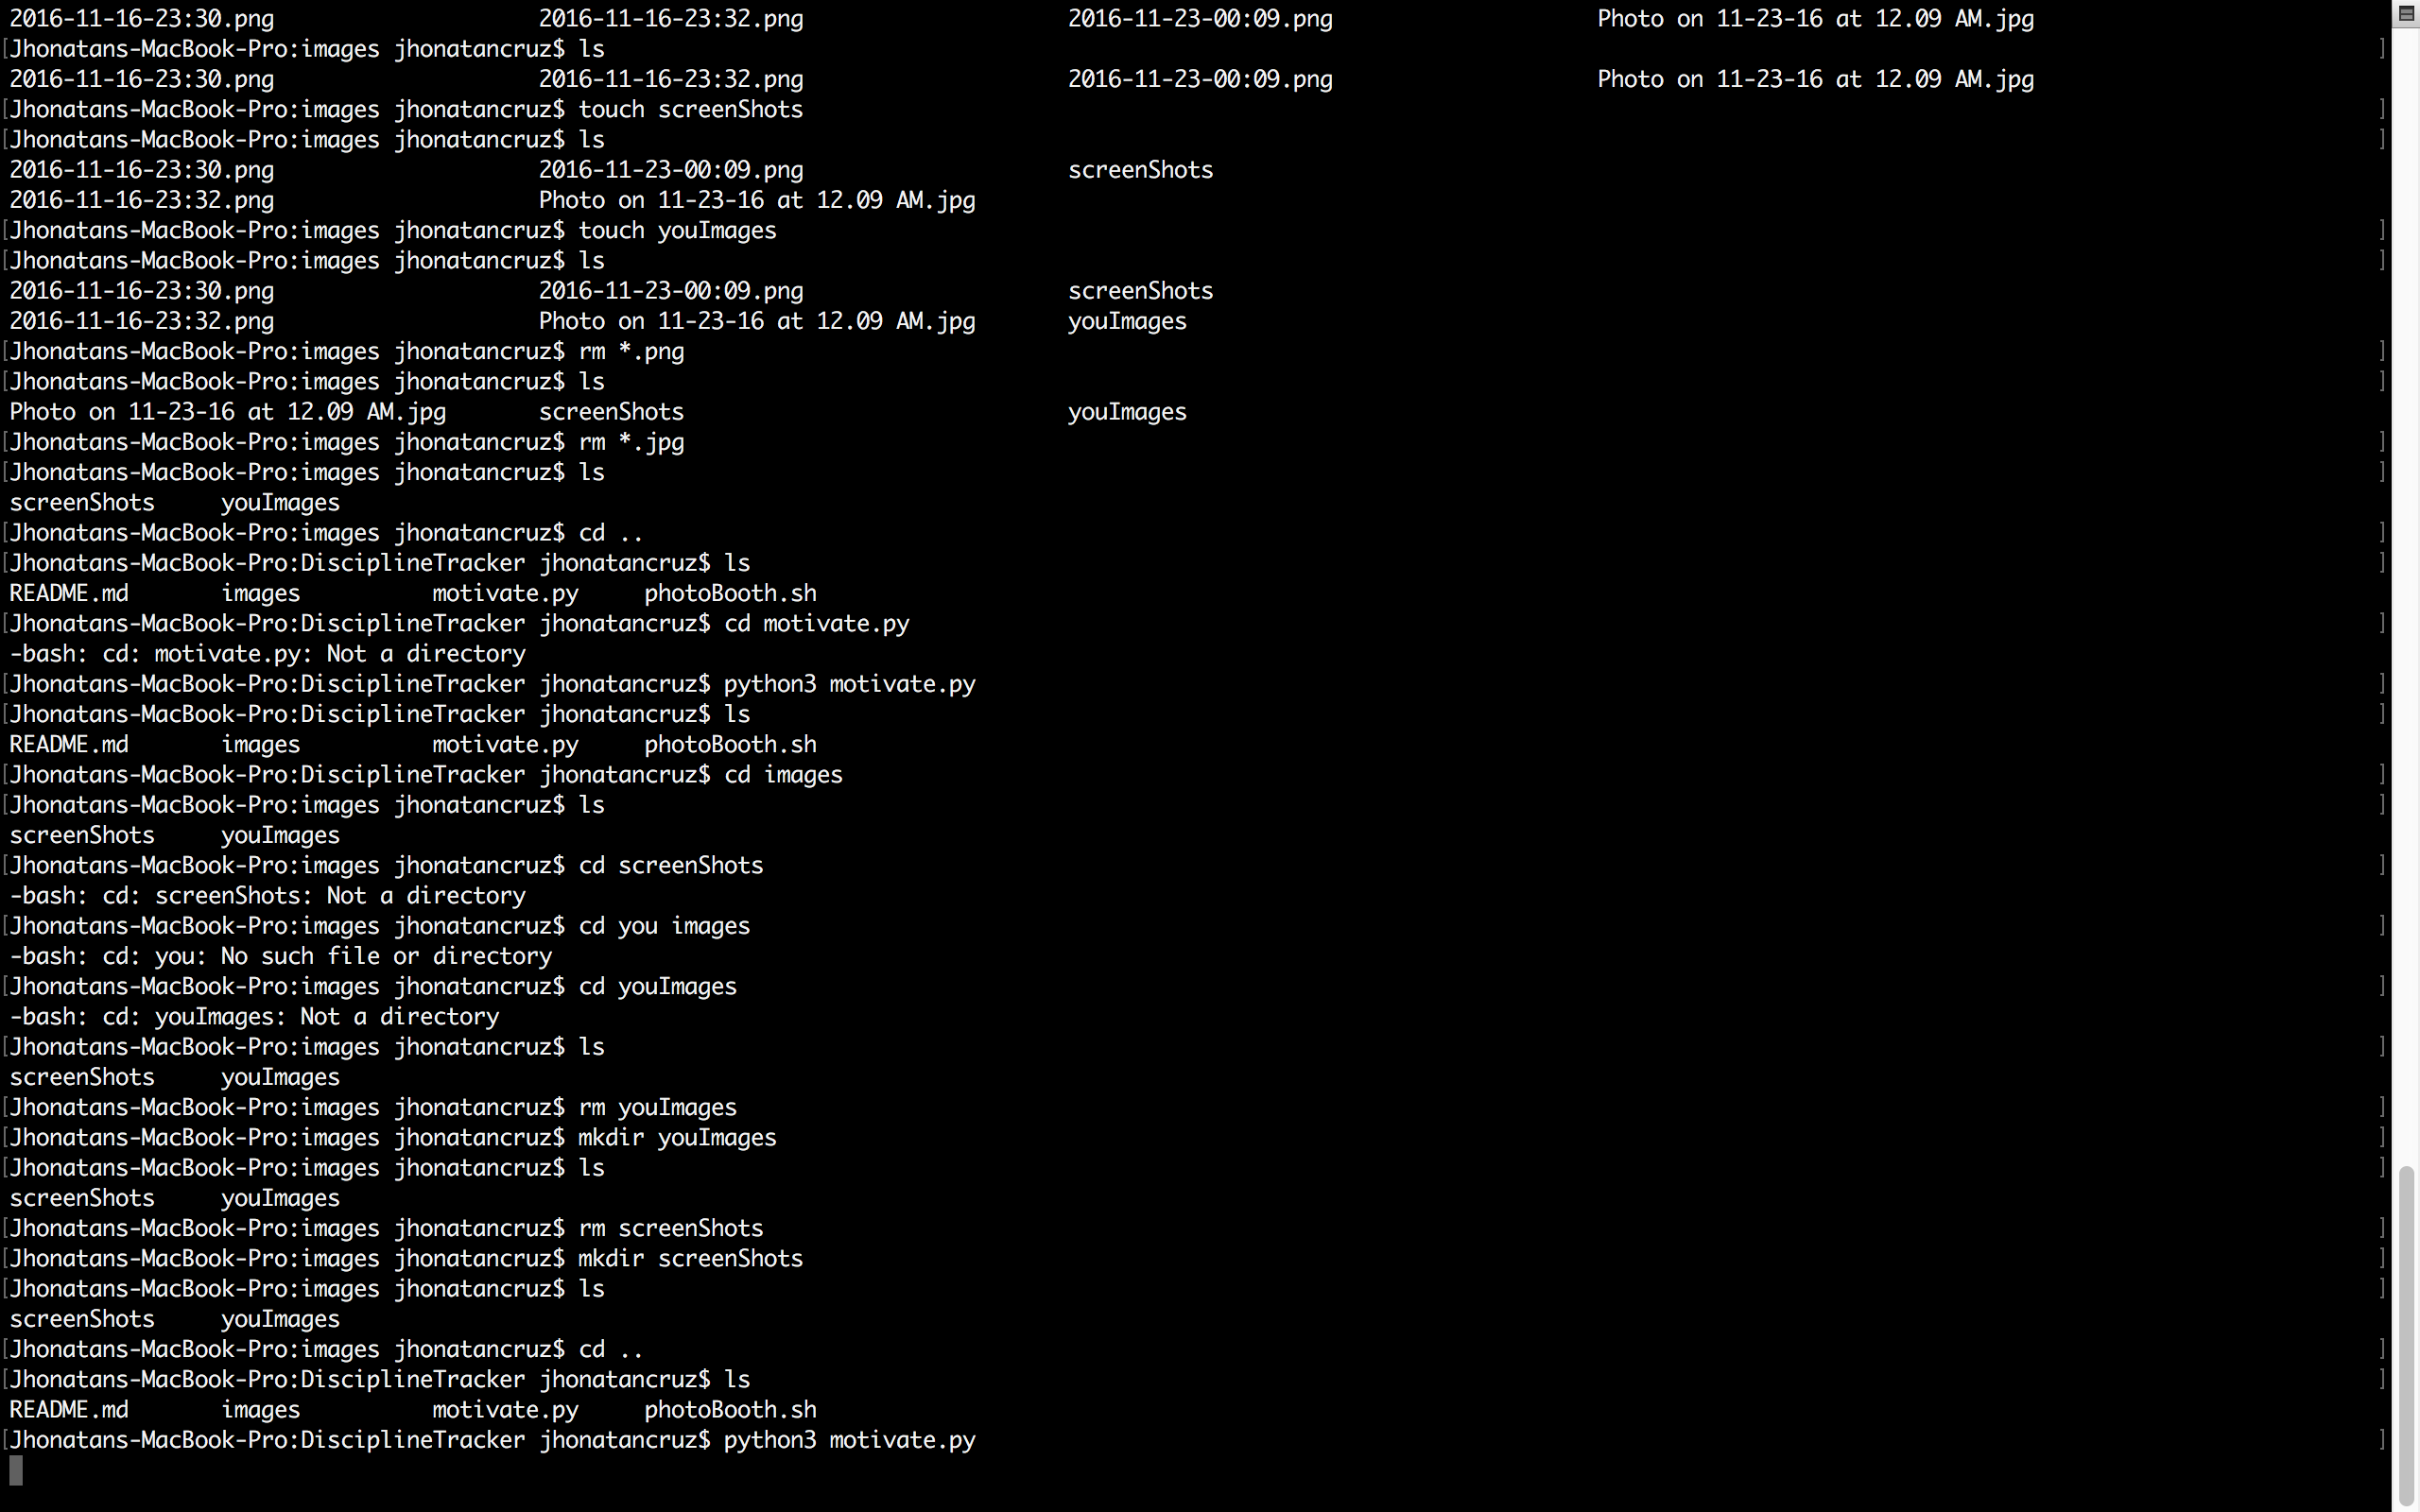 2016-11-16-23:30.png 2016-11-16-23:32.png 2016-11-23-00:09.png Photo on 11-23-16 at 12.09 AM.jpg
[Jhonatans-MacBook-Pro:images jhonatancruz$ ls ]
2016-11-16-23:30.png 2016-11-16-23:32.png 2016-11-23-00:09.png Photo on 11-23-16 at 12.09 AM.jpg
[Jhonatans-MacBook-Pro:images jhonatancruz$ touch screenShots ]
[Jhonatans-MacBook-Pro:images jhonatancruz$ ls ]
2016-11-16-23:30.png 2016-11-23-00:09.png screenShots
2016-11-16-23:32.png Photo on 11-23-16 at 12.09 AM.jpg
[Jhonatans-MacBook-Pro:images jhonatancruz$ touch youImages ]
[Jhonatans-MacBook-Pro:images jhonatancruz$ ls ]
2016-11-16-23:30.png 2016-11-23-00:09.png screenShots
2016-11-16-23:32.png Photo on 11-23-16 at 12.09 AM.jpg youImages
[Jhonatans-MacBook-Pro:images jhonatancruz$ rm *.png ]
[Jhonatans-MacBook-Pro:images jhonatancruz$ ls ]
Photo on 11-23-16 at 12.09 AM.jpg screenShots youImages
[Jhonatans-MacBook-Pro:images jhonatancruz$ rm *.jpg ]
[Jhonatans-MacBook-Pro:images jhonatancruz$ ls ]
screenShots youImages
[Jhonatans-MacBook-Pro:images jhonatancruz$ cd .. ]
[Jhonatans-MacBook-Pro:DisciplineTracker jhonatancruz$ ls ]
README.md images motivate.py photoBooth.sh
[Jhonatans-MacBook-Pro:DisciplineTracker jhonatancruz$ cd motivate.py ]
-bash: cd: motivate.py: Not a directory
[Jhonatans-MacBook-Pro:DisciplineTracker jhonatancruz$ python3 motivate.py ]
[Jhonatans-MacBook-Pro:DisciplineTracker jhonatancruz$ ls ]
README.md images motivate.py photoBooth.sh
[Jhonatans-MacBook-Pro:DisciplineTracker jhonatancruz$ cd images ]
[Jhonatans-MacBook-Pro:images jhonatancruz$ ls ]
screenShots youImages
[Jhonatans-MacBook-Pro:images jhonatancruz$ cd screenShots ]
-bash: cd: screenShots: Not a directory
[Jhonatans-MacBook-Pro:images jhonatancruz$ cd you images ]
-bash: cd: you: No such file or directory
[Jhonatans-MacBook-Pro:images jhonatancruz$ cd youImages ]
-bash: cd: youImages: Not a directory
[Jhonatans-MacBook-Pro:images jhonatancruz$ ls ]
screenShots youImages
[Jhonatans-MacBook-Pro:images jhonatancruz$ rm youImages ]
[Jhonatans-MacBook-Pro:images jhonatancruz$ mkdir youImages ]
[Jhonatans-MacBook-Pro:images jhonatancruz$ ls ]
screenShots youImages
[Jhonatans-MacBook-Pro:images jhonatancruz$ rm screenShots ]
[Jhonatans-MacBook-Pro:images jhonatancruz$ mkdir screenShots ]
[Jhonatans-MacBook-Pro:images jhonatancruz$ ls ]
screenShots youImages
[Jhonatans-MacBook-Pro:images jhonatancruz$ cd .. ]
[Jhonatans-MacBook-Pro:DisciplineTracker jhonatancruz$ ls ]
README.md images motivate.py photoBooth.sh
[Jhonatans-MacBook-Pro:DisciplineTracker jhonatancruz$ python3 motivate.py ]